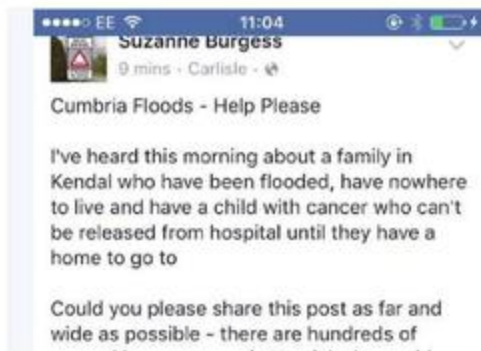 EE 11:04
Suzanne Burgess
9 mins · Carlisle ·
Cumbria Floods - Help Please
I've heard this morning about a family in
Kendal who have been flooded, have nowhere
to live and have a child with cancer who can't
be released from hospital until they have a
home to go to
Could you please share this post as far and
wide as possible - there are hundreds of